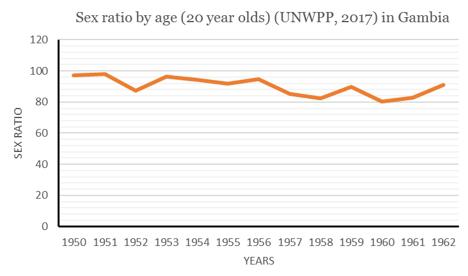 Sex ratio by age (20 year olds) (UNWPP, 2017) in Gambia
120
100
80
60
40
20
0
SEX RATIO
1950 1951 1952 1953 1954 1955 1956 1957 1958 1959 1960 1961 1962
YEARS